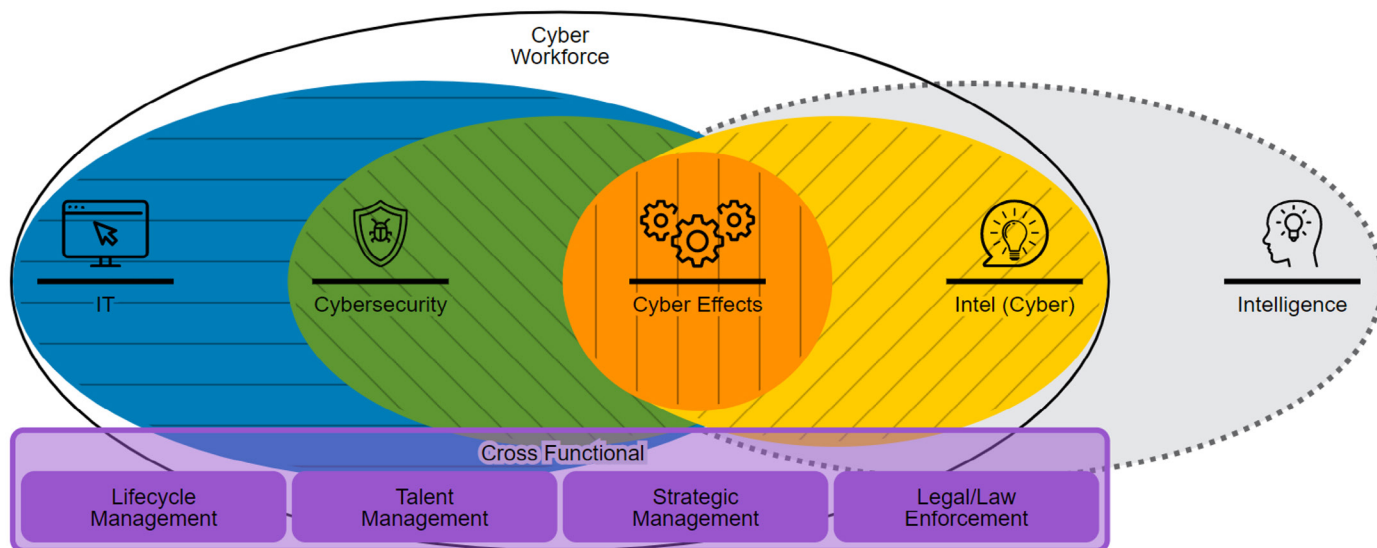 Cyber
Workforce
IT
Cybersecurity
Cyber Effects
Intel (Cyber)
Intelligence
Cross Functional
Lifecycle
Management
Talent
Management
Strategic
Management
Legal/Law
Enforcement